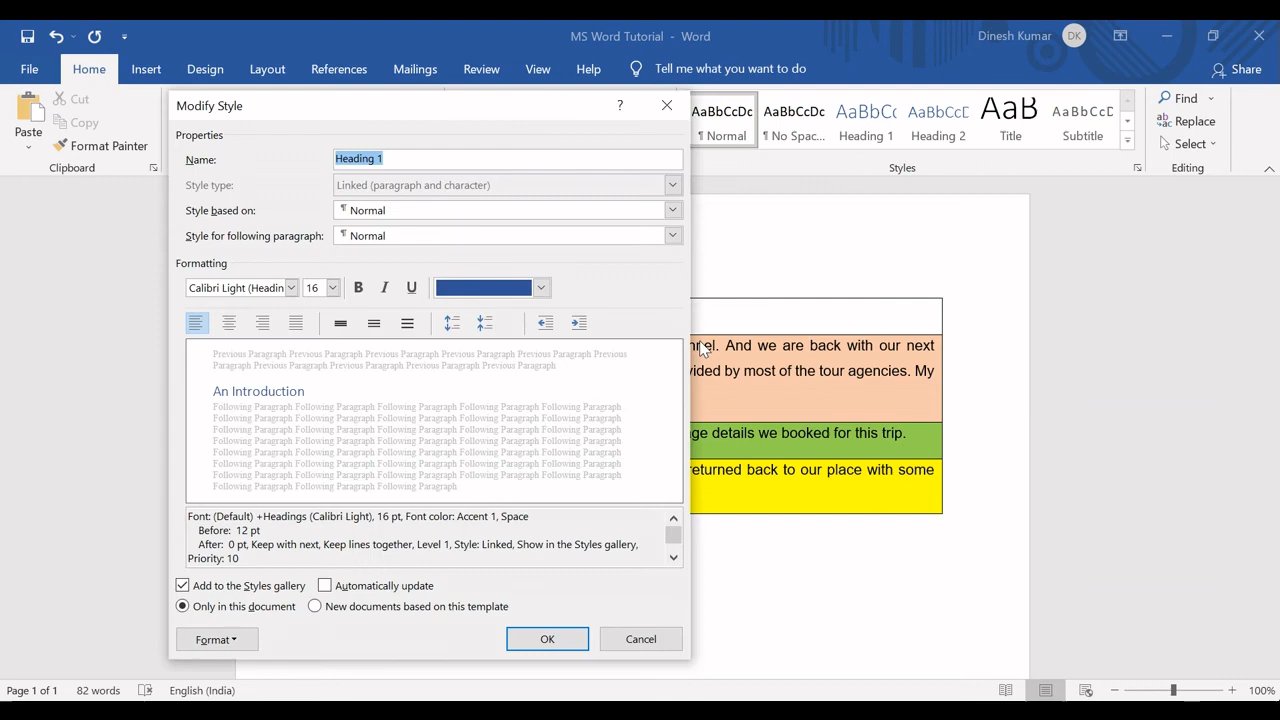 MS Word Tutorial - Word
Dinesh Kumar DK
File Home Insert Design Layout References Mailings Review View Help Tell me what you want to do Share
Paste
Cut
Copy
Format Painter
Clipboard
AaBbCcDc AaBbCcDc AaBbC AaBbCcD AaB AaBbCcD
¶ Normal ¶ No Spac... Heading 1 Heading 2 Title Subtitle
Styles
Find
Replace
Select
Editing
Modify Style ?
Properties
Name: Heading 1
Style type: Linked (paragraph and character)
Style based on: ¶ Normal
Style for following paragraph: ¶ Normal
Formatting
Calibri Light (Headin 16 B I U
Previous Paragraph Previous Paragraph Previous Paragraph Previous Paragraph Previous Paragraph Previous
Paragraph Previous Paragraph Previous Paragraph Previous Paragraph Previous Paragraph
An Introduction
Following Paragraph Following Paragraph Following Paragraph Following Paragraph Following Paragraph
Following Paragraph Following Paragraph Following Paragraph Following Paragraph Following Paragraph
Following Paragraph Following Paragraph Following Paragraph Following Paragraph Following Paragraph
Following Paragraph Following Paragraph Following Paragraph Following Paragraph Following Paragraph
Following Paragraph Following Paragraph Following Paragraph Following Paragraph Following Paragraph
Following Paragraph Following Paragraph Following Paragraph Following Paragraph Following Paragraph
Following Paragraph Following Paragraph Following Paragraph Following Paragraph Following Paragraph
Following Paragraph Following Paragraph Following Paragraph
Font: (Default) +Headings (Calibri Light), 16 pt, Font color: Accent 1, Space
Before: 12 pt
After: 0 pt, Keep with next, Keep lines together, Level 1, Style: Linked, Show in the Styles gallery,
Priority: 10
Add to the Styles gallery Automatically update
Only in this document New documents based on this template
Format OK Cancel
nnel. And we are back with our next
vided by most of the tour agencies. My
ge details we booked for this trip.
returned back to our place with some
Page 1 of 1 82 words English (India) 100%